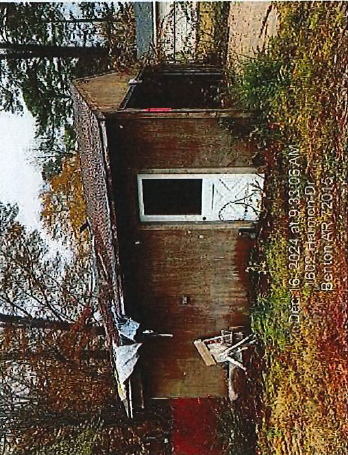 Dec 16, 2024 at 9:33:06 AM
Harmon Dr
Benton AR 72015